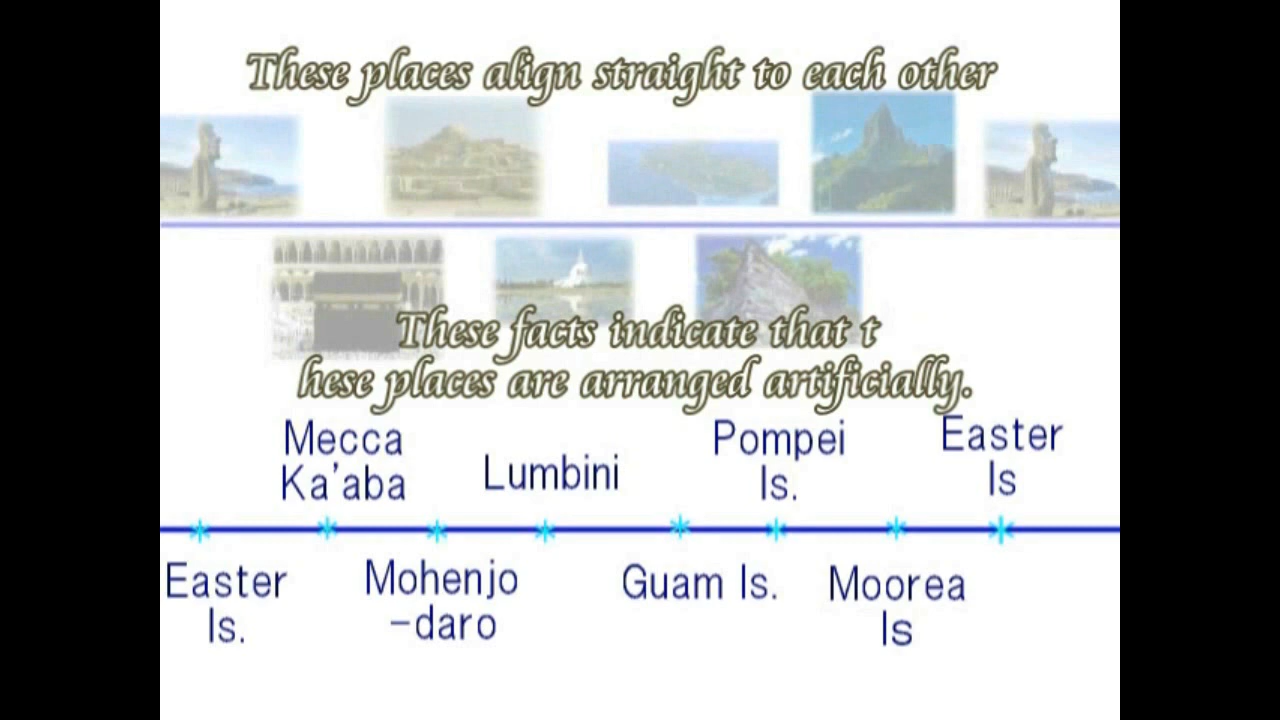 These places align straight to each other
These facts indicate that t
hese places are arranged artificially.
Mecca
Ka'aba
Lumbini
Pompei
Is.
Easter
Is
Easter
Is.
Mohenjo
-daro
Guam Is.
Moorea
Is